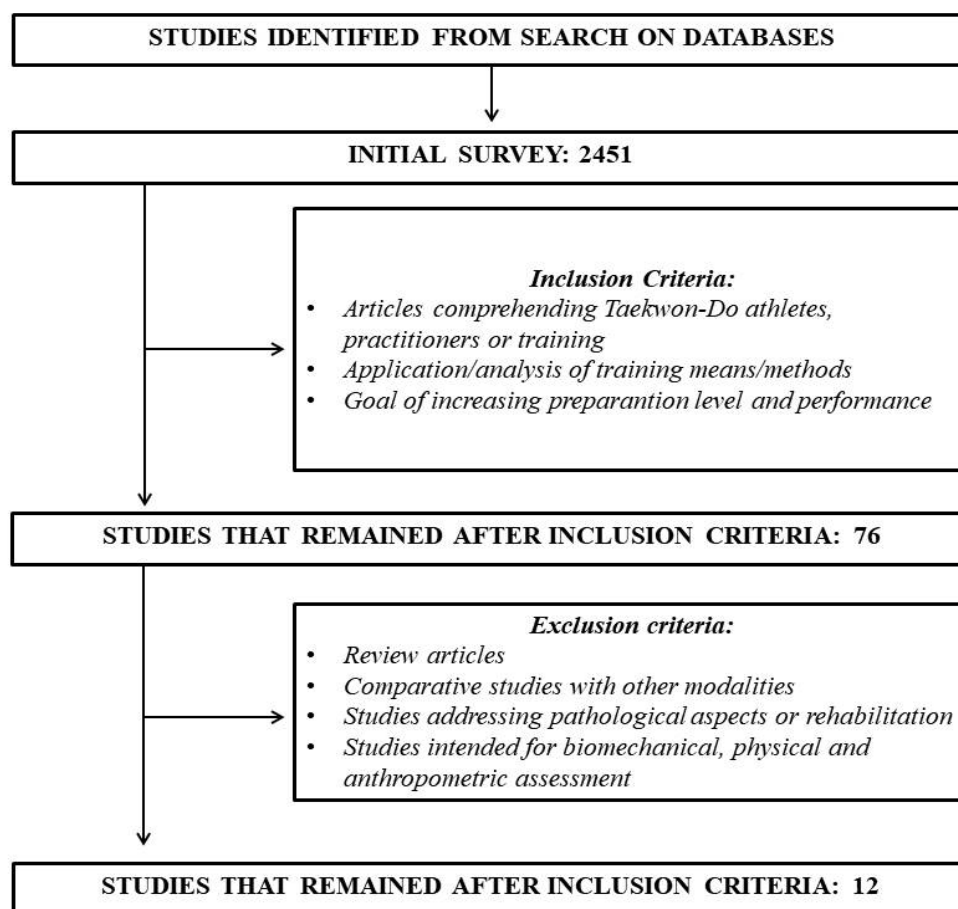 STUDIES IDENTIFIED FROM SEARCH ON DATABASES
INITIAL SURVEY: 2451
Inclusion Criteria:
• Articles comprehending Taekwon-Do athletes,
practitioners or training
• Application/analysis of training means/methods
• Goal of increasing preparantion level and performance
STUDIES THAT REMAINED AFTER INCLUSION CRITERIA: 76
Exclusion criteria:
• Review articles
• Comparative studies with other modalities
• Studies addressing pathological aspects or rehabilitation
• Studies intended for biomechanical, physical and
anthropometric assessment
STUDIES THAT REMAINED AFTER INCLUSION CRITERIA: 12